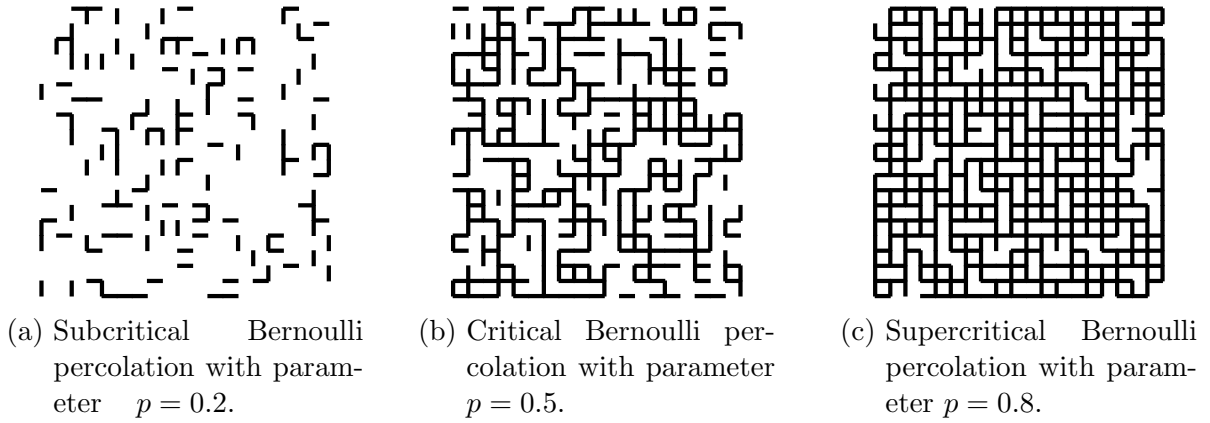 (a) Subcritical Bernoulli
percolation with param-
eter p = 0.2.
(b) Critical Bernoulli per-
colation with parameter
p = 0.5.
(c) Supercritical Bernoulli
percolation with param-
eter p = 0.8.